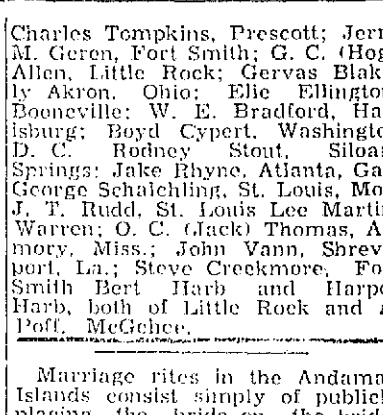 Charles Tompkins, Prescott; Jerr
M. Geren, Fort Smith; G. C. (Hog
Allen, Little Rock; Gervas Blak
ly Akron, Ohio; Elie Ellingto
Booneville; W. E. Bradford, Ha
isburg; Boyd Cypert, Washingto
D. C. Rodney Stout, Siloa
Springs; Jake Rhyne, Atlanta, Ga
George Schaichling, St. Louis, Mo
J. T. Rudd, St. Louis Lee Marti
Warren; O. C. (Jack) Thomas, A
mory, Miss.; John Vann, Shrev
port, La.; Steve Creekmore, Fo
Smith Bert Harb and Harpe
Harb, both of Little Rock and
Poff, McGehee.
Marriage rites in the Andama
Islands consist simply of public
placing the bride on the brid